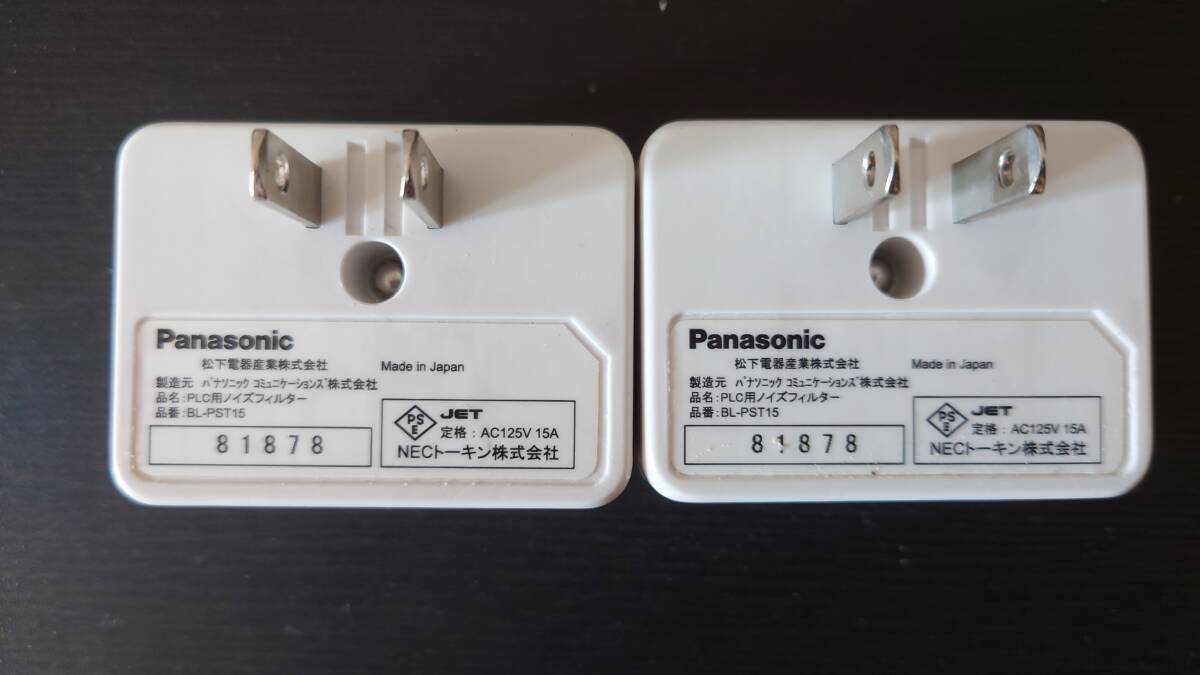 Panasonic
松下電器産業株式会社
Made in Japan
製造元 パナソニック コミュニケーションズ株式会社
品名:PLC用ノイズフィルター
品番:BL-PST15
81878
PS
E
JET
定格:AC125V 15A
NECトーキン株式会社
Panasonic
松下電器産業株式会社
Made in Japan
製造元 パナソニック コミュニケーションズ株式会社
品名:PLC用ノイズフィルター
品番:BL-PST15
81878
PS
E
JET
定格:AC125V 15A
NECトーキン株式会社